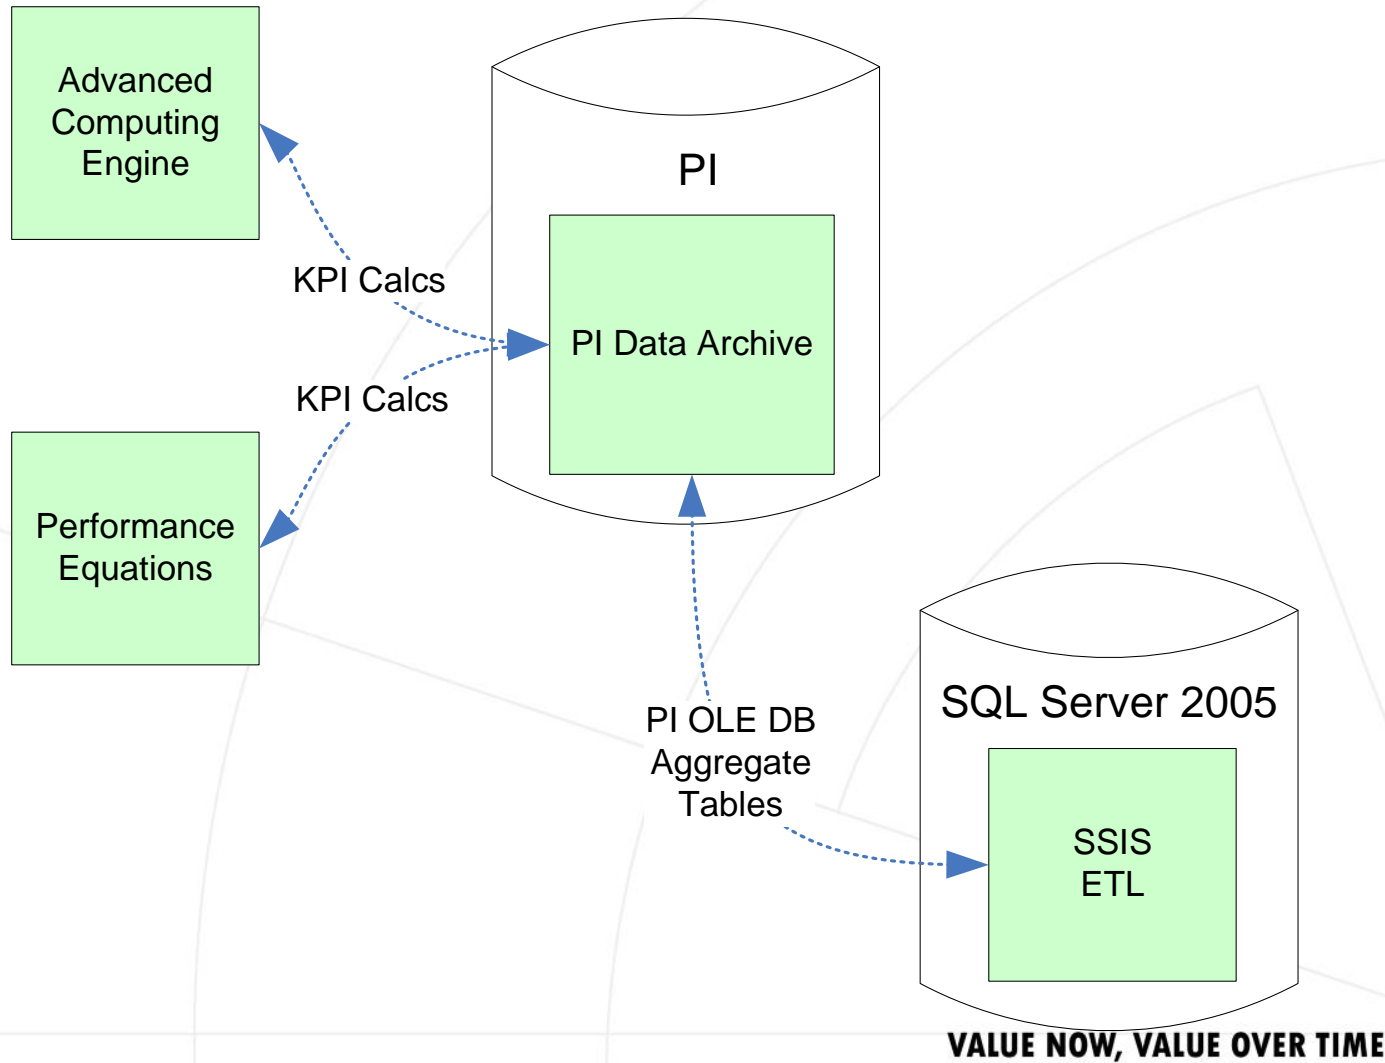 Advanced
Computing
Engine
PI
KPI Calcs
PI Data Archive
KPI Calcs
Performance
Equations
SQL Server 2005
PI OLE DB
Aggregate
Tables
SSIS
ETL
VALUE NOW, VALUE OVER TIME